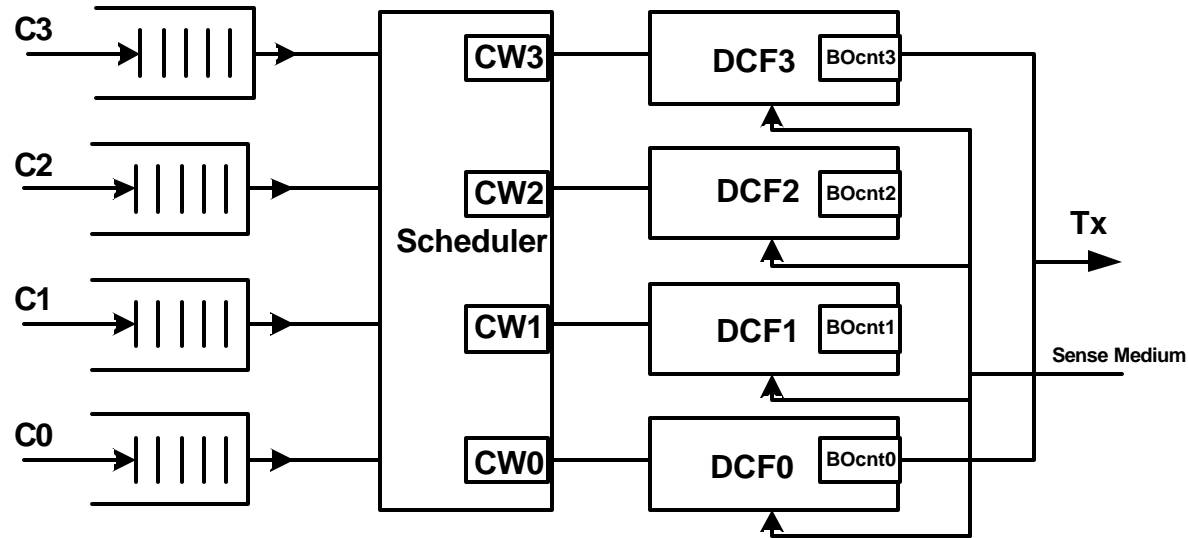 C3
CW3
DCF3
BOcnt3
C2
CW2
DCF2
BOcnt2
Scheduler
Tx
C1
CW1
DCF1
BOcnt1
Sense Medium
C0
CW0
DCF0
BOcnt0